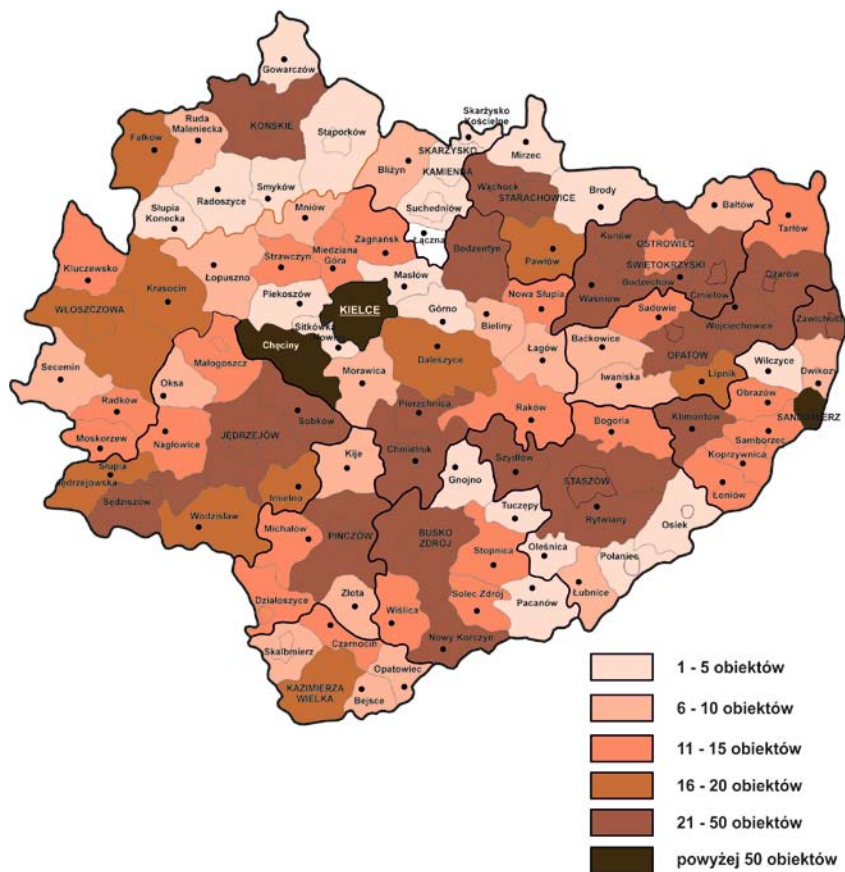 Gowarczów
Ruda
Maleniecka
KOŃSKIE
Fałków
Stąporków
Skarżysko
Kościelne
SKARŻYSKO
KAMIENNA
Mirzec
Bliżyn
Radoszyce
Smyków
Słupia
Konecka
Suchedniów
Wąchock
STARACHOWICE
Brody
Bałtów
Tarłów
Mniów
Łączna
Zagnańsk
Bodzentyn
Pawłów
Kunów
OSTROWIEC
ŚWIĘTOKRZYSKI
Bodzechów
Waśniów
Ćmielów
Ożarów
Kluczewsko
Krasocin
Łopuszno
Strawczyn
Miedziana
Góra
Masłów
Piekoszów
KIELCE
Górno
Nowa Słupia
Sadowie
Wojciechowice
Zawichost
WŁOSZCZOWA
Sitkówka
Nowiny
Chęciny
Bieliny
Baćkowice
OPATÓW
Małogoszcz
Daleszyce
Łagów
Wilczyce
Dwikozy
Secemin
Oksa
Morawica
Iwaniska
Lipnik
Obrazów
SANDOMIERZ
Radków
Moskorzew
Nagłowice
JĘDRZEJÓW
Sobków
Pierzchnica
Raków
Bogoria
Klimontów
Samborzec
Koprzywnica
Łoniów
Słupia
Jędrzejowska
Sędziszów
Kije
Chmielnik
Gnojno
Szydłów
STASZÓW
Rytwiany
Imielno
Wodzisław
Tuczępy
Osiek
Michałów
PIŃCZÓW
BUSKO
ZDRÓJ
Stopnica
Oleśnica
Połaniec
Łubnice
Działoszyce
Złota
Wiślica
Solec Zdrój
Pacanów
Czarnocin
Nowy Korczyn
Skalbmierz
Opatowiec
KAZIMIERZA
WIELKA
Bejsce
1 - 5 obiektów
6 - 10 obiektów
11 - 15 obiektów
16 - 20 obiektów
21 - 50 obiektów
powyżej 50 obiektów